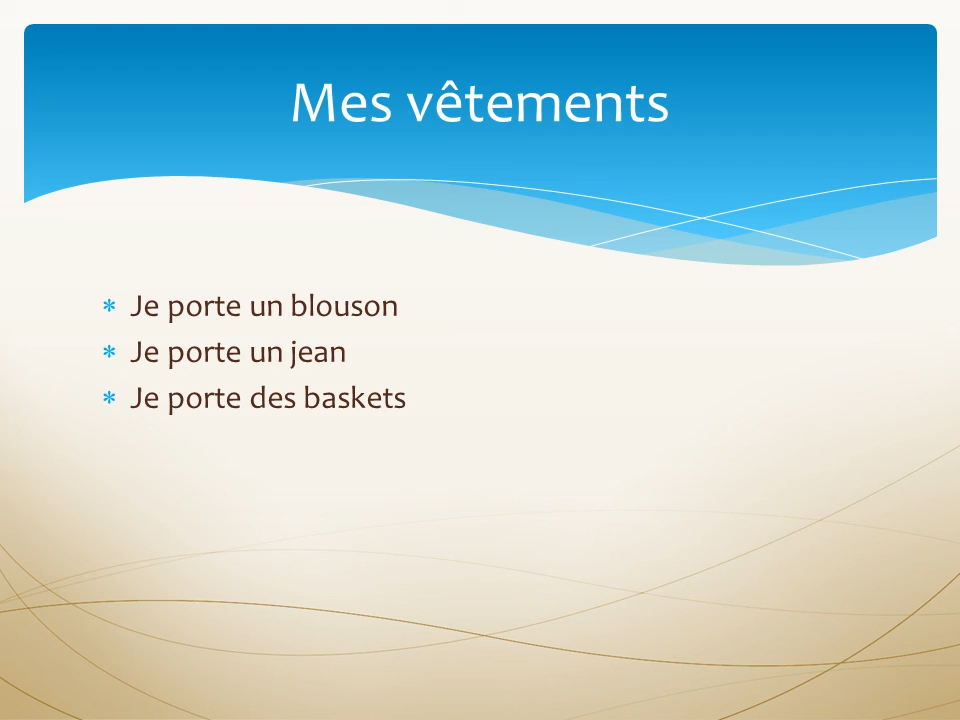 Mes vêtements
* Je porte un blouson
* Je porte un jean
* Je porte des baskets